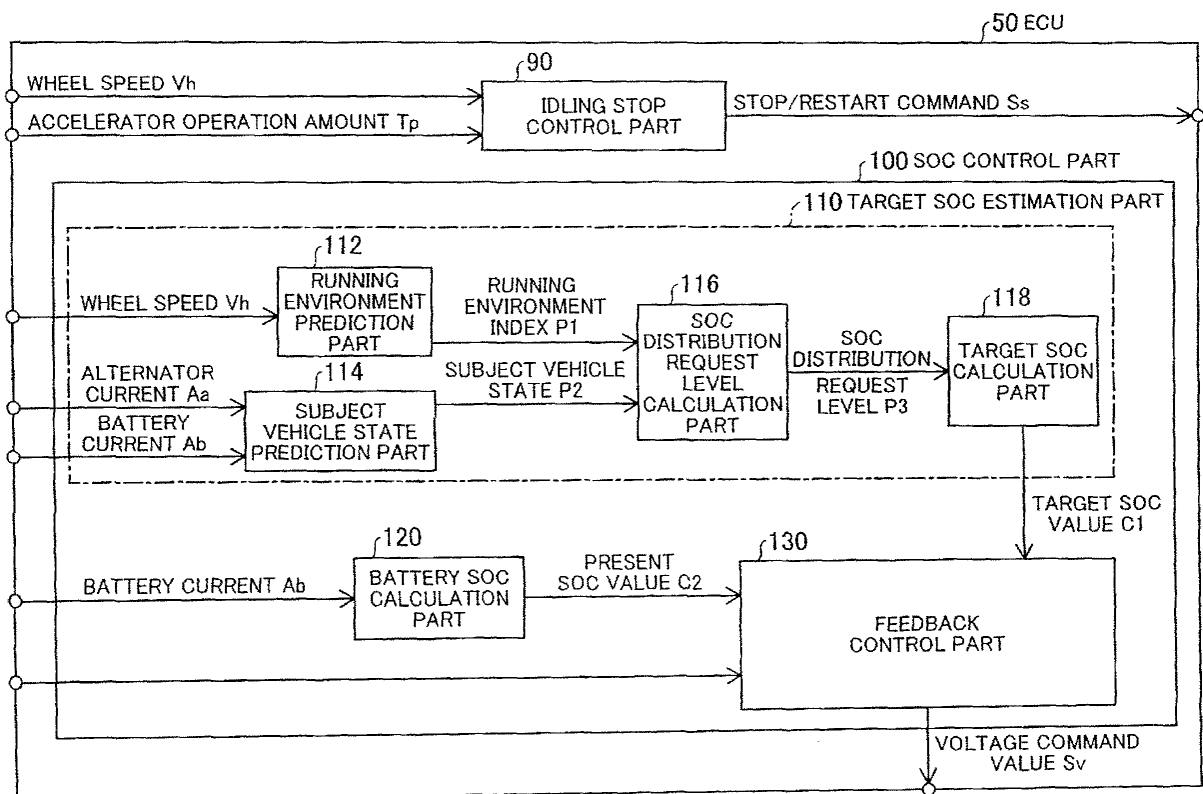 50 ECU
WHEEL SPEED Vh
ACCELERATOR OPERATION AMOUNT Tp
90
IDLING STOP
CONTROL PART
STOP/RESTART COMMAND Ss
100 SOC CONTROL PART
110 TARGET SOC ESTIMATION PART
WHEEL SPEED Vh
112
RUNNING
ENVIRONMENT
PREDICTION
PART
RUNNING
ENVIRONMENT
INDEX P1
ALTERNATOR
CURRENT Aa
BATTERY
CURRENT Ab
114
SUBJECT
VEHICLE STATE
PREDICTION PART
SUBJECT VEHICLE
STATE P2
116
SOC
DISTRIBUTION
REQUEST
LEVEL
CALCULATION
PART
SOC
DISTRIBUTION
REQUEST
LEVEL P3
118
TARGET SOC
CALCULATION
PART
TARGET SOC
VALUE C1
BATTERY CURRENT Ab
120
BATTERY SOC
CALCULATION
PART
PRESENT
SOC VALUE C2
130
FEEDBACK
CONTROL PART
VOLTAGE COMMAND
VALUE Sv